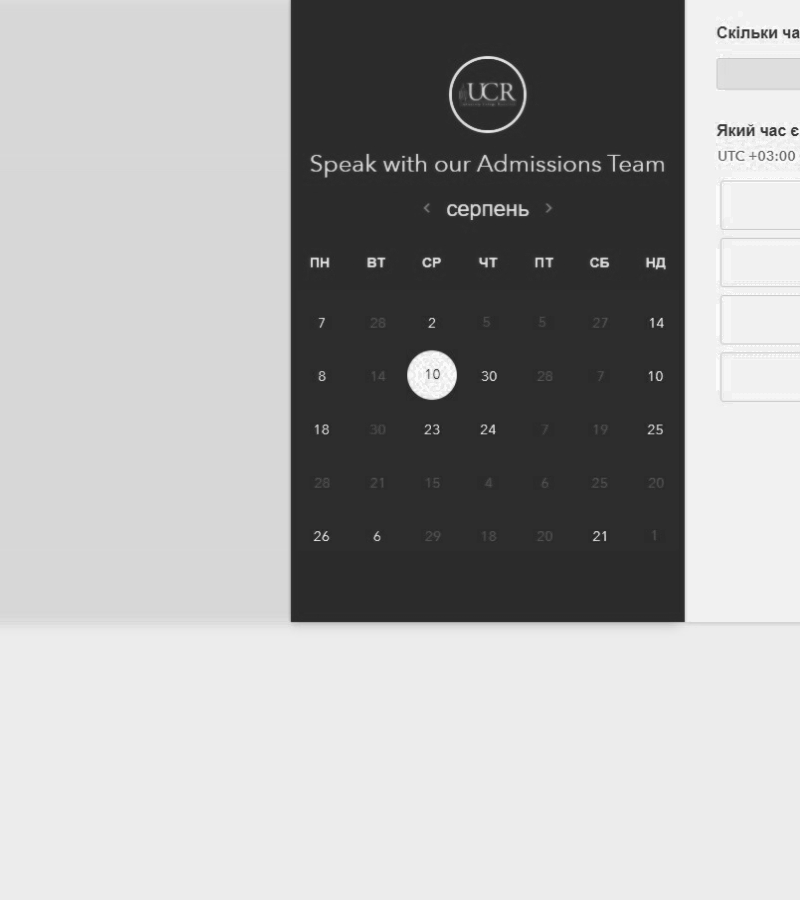 UCR
Speak with our Admissions Team
< серпень >
ПН ВТ СР ЧТ ПТ СБ НД
7 28 2 5 5 27 14
8 14 10 30 28 7 10
18 30 23 24 7 19 25
28 21 15 4 6 25 20
26 6 29 18 20 21 1
Скільки ча
Який час є
UTC +03:00